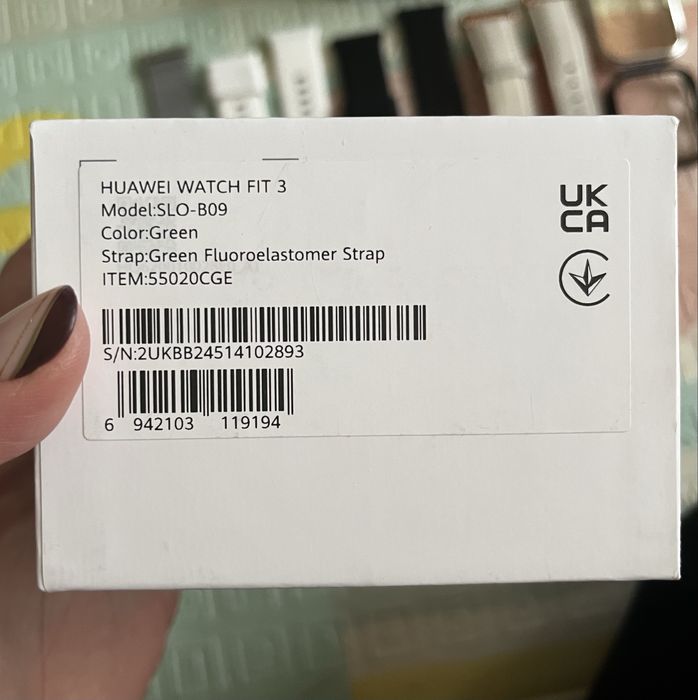 HUAWEI WATCH FIT 3
Model:SLO-B09
Color:Green
Strap:Green Fluoroelastomer Strap
ITEM:55020CGE
S/N:2UKBB24514102893
6 942103 119194
UK
CA